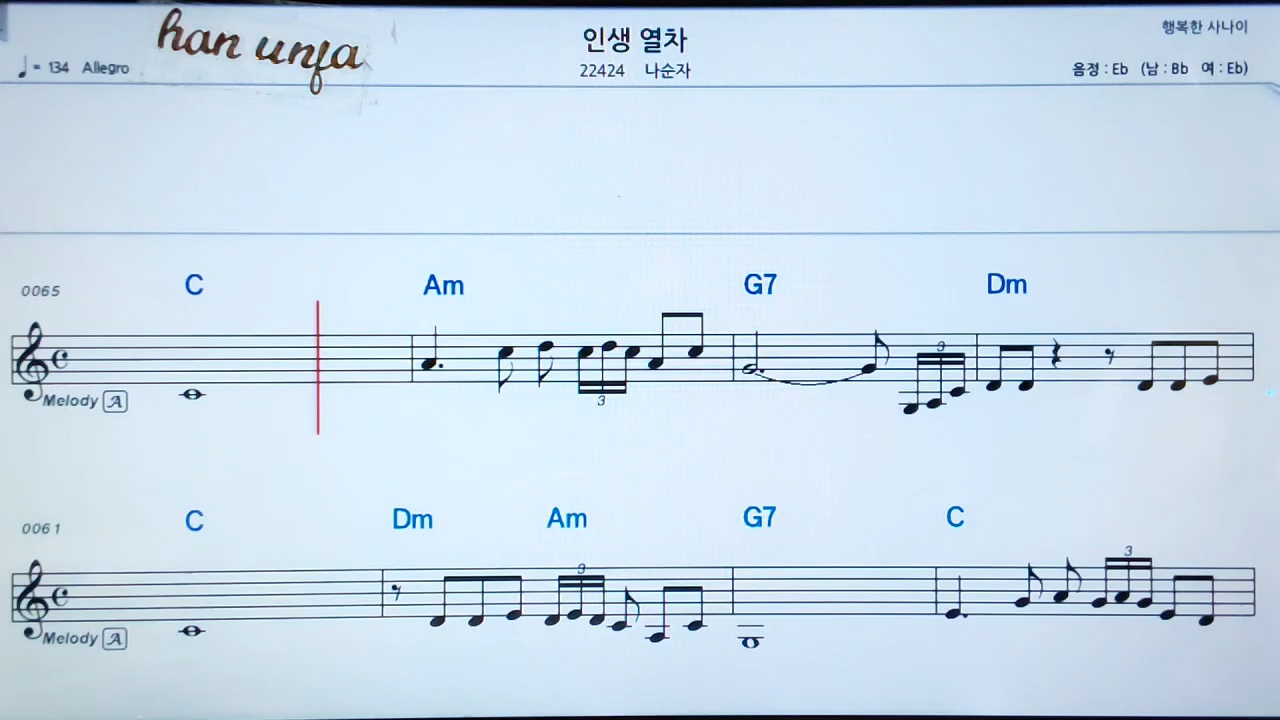 han unfa
인생 열차
행복한 사나이
♩= 134 Allegro
22424 나순자
음정 : Eb (남 : Bb 여 : Eb)
0065
C Am G7 Dm
3
C
Melody A
3
0061
C Dm Am G7 C
3 3
C
Melody A